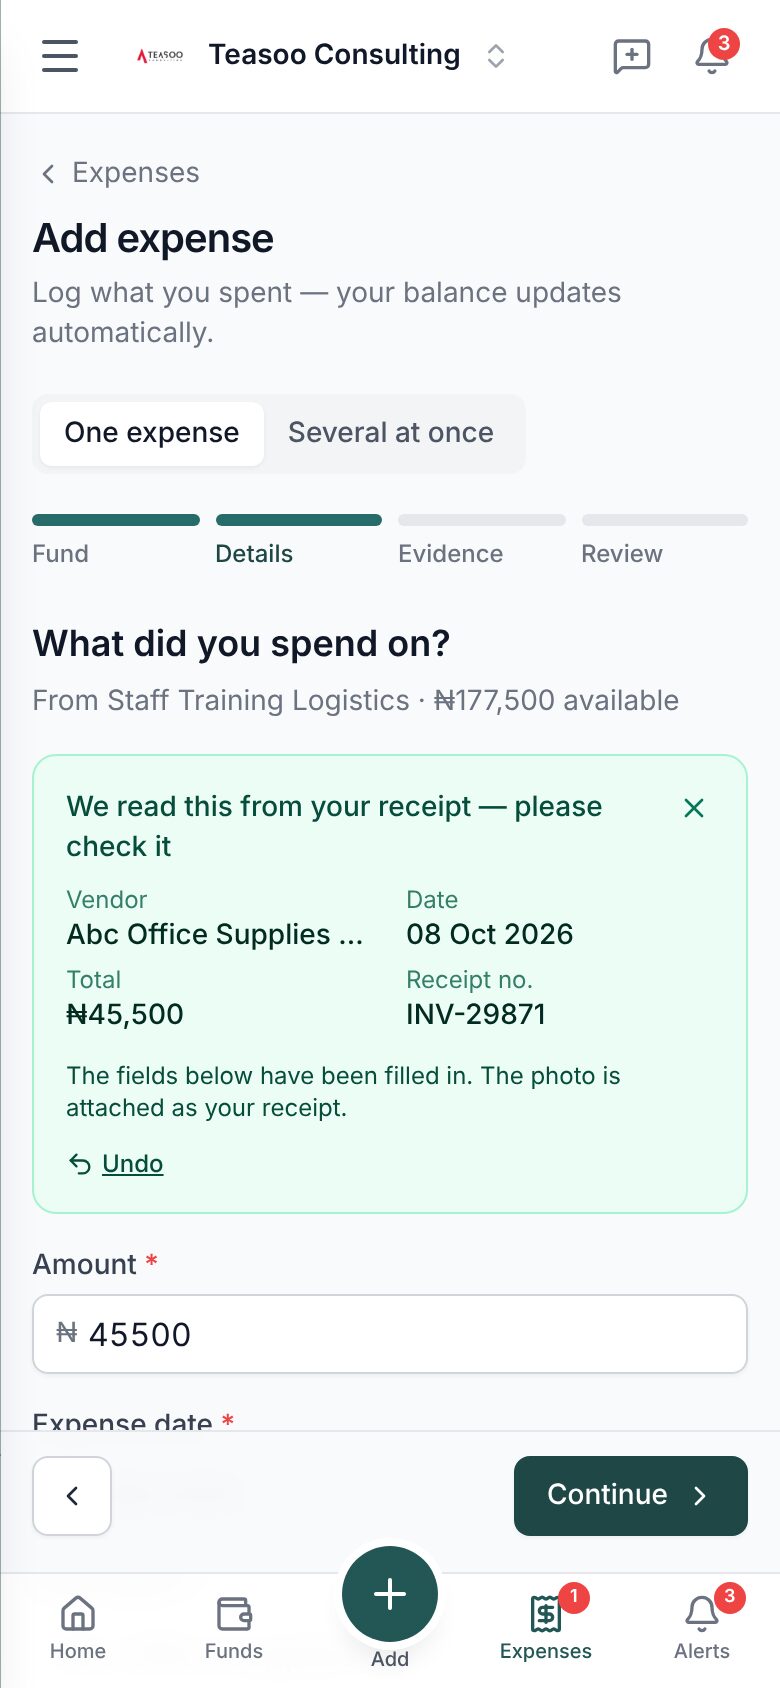 TEASOO
Teasoo Consulting
3
Expenses
Add expense
Log what you spent — your balance updates
automatically.
One expense
Several at once
Fund
Details
Evidence
Review
What did you spend on?
From Staff Training Logistics · ₦177,500 available
We read this from your receipt — please
check it
Vendor
Date
Abc Office Supplies ...
08 Oct 2026
Total
Receipt no.
₦45,500
INV-29871
The fields below have been filled in. The photo is
attached as your receipt.
Undo
Amount *
₦ 45500
Expense date *
Continue
1
3
Home
Funds
Add
Expenses
Alerts